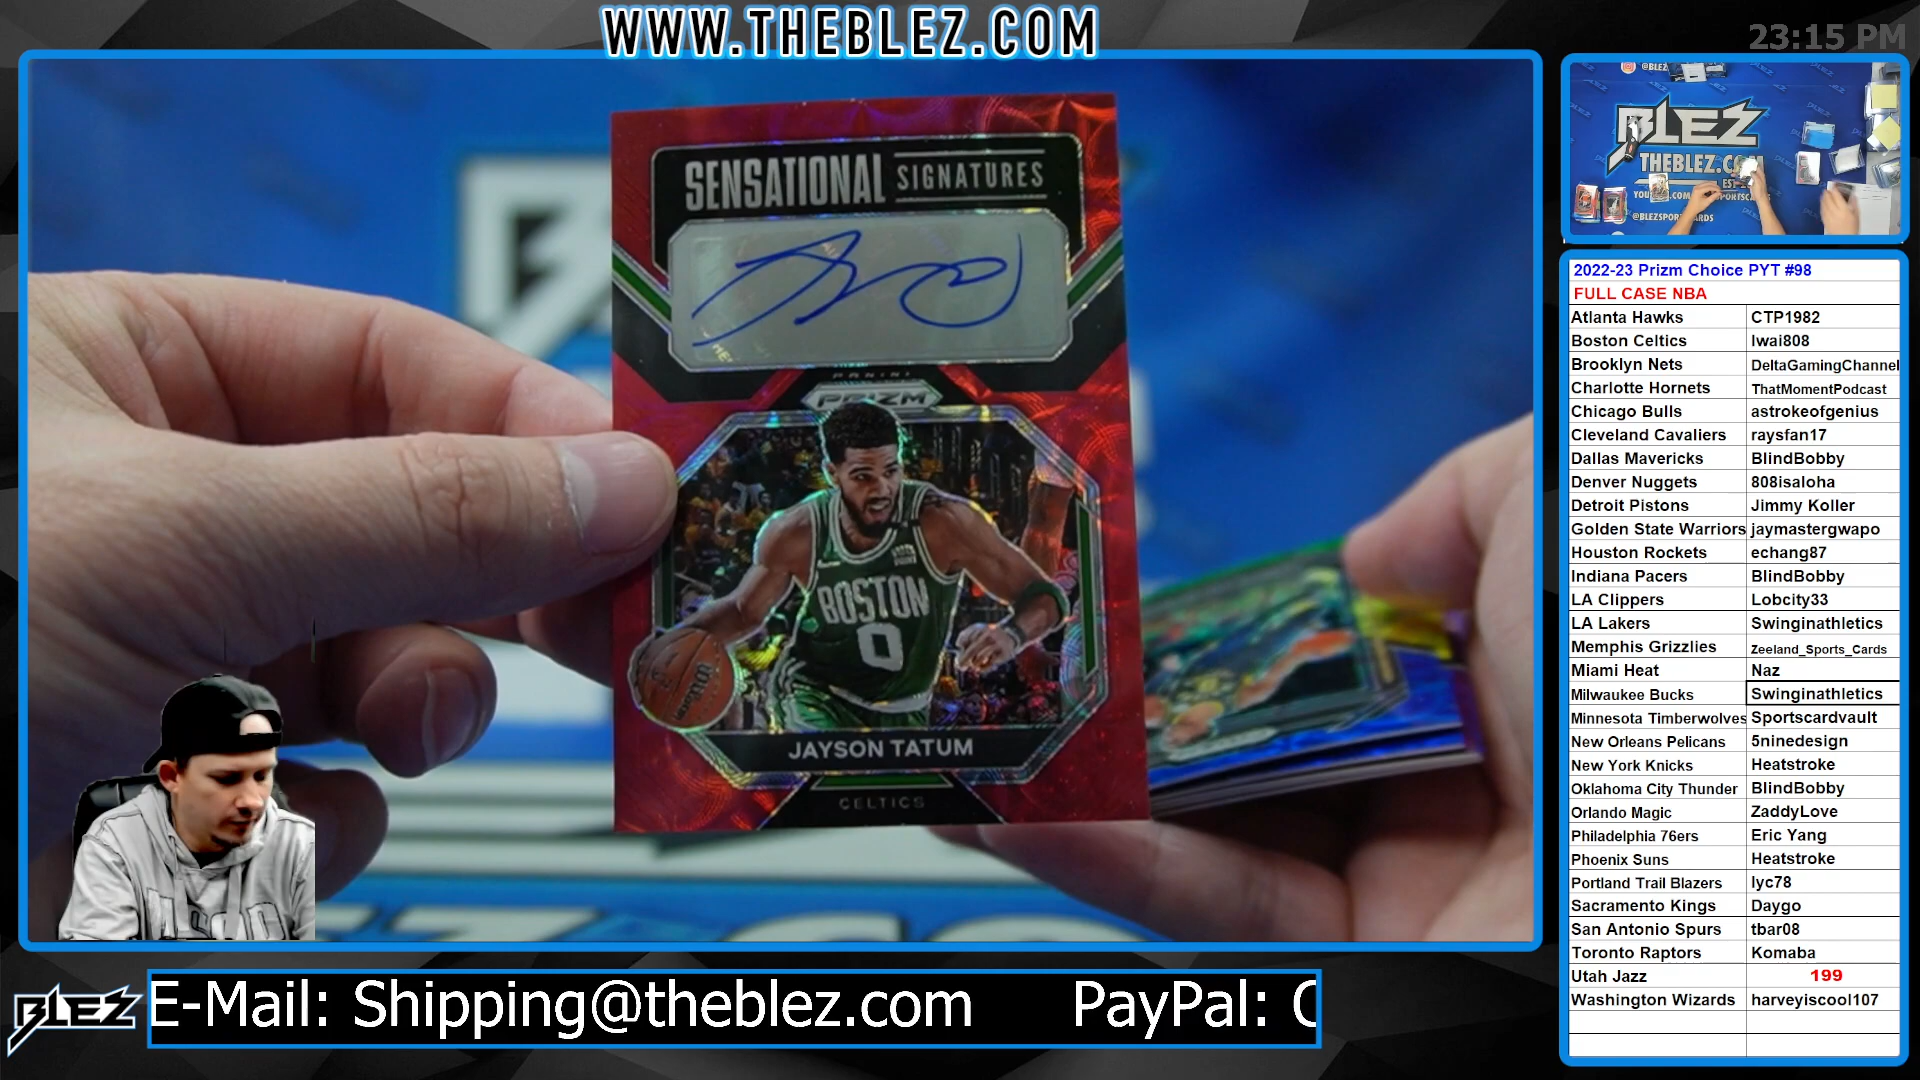 WWW.THEBLEZ.COM
23:15 PM
SENSATIONAL SIGNATURES
PANINI
PRIZM
BOSTON
0
JAYSON TATUM
CELTICS
BLEZ
THEBLEZ.COM
2022-23 Prizm Choice PYT #98
FULL CASE NBA
Atlanta Hawks CTP1982
Boston Celtics Iwai808
Brooklyn Nets DeltaGamingChannel
Charlotte Hornets ThatMomentPodcast
Chicago Bulls astrokeofgenius
Cleveland Cavaliers raysfan17
Dallas Mavericks BlindBobby
Denver Nuggets 808isaloha
Detroit Pistons Jimmy Koller
Golden State Warriors jaymastergwapo
Houston Rockets echang87
Indiana Pacers BlindBobby
LA Clippers Lobcity33
LA Lakers Swinginathletics
Memphis Grizzlies Zeeland_Sports_Cards
Miami Heat Naz
Milwaukee Bucks Swinginathletics
Minnesota Timberwolves Sportscardvault
New Orleans Pelicans 5ninedesign
New York Knicks Heatstroke
Oklahoma City Thunder BlindBobby
Orlando Magic ZaddyLove
Philadelphia 76ers Eric Yang
Phoenix Suns Heatstroke
Portland Trail Blazers lyc78
Sacramento Kings Daygo
San Antonio Spurs tbar08
Toronto Raptors Komaba
Utah Jazz 199
Washington Wizards harveyiscool107
BLEZ
E-Mail: Shipping@theblez.com PayPal: